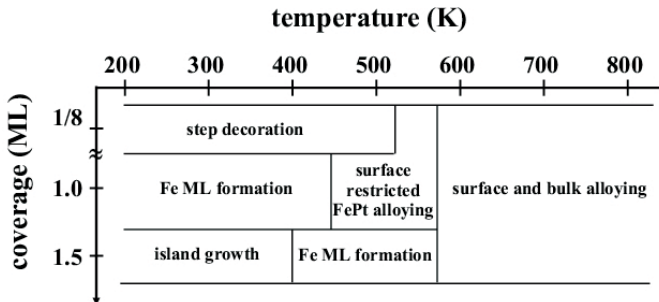 temperature (K)
200 300 400 500 600 700 800
coverage (ML)
1/8
step decoration
≈
1.0
Fe ML formation
surface
restricted
FePt alloying
surface and bulk alloying
1.5
island growth
Fe ML formation